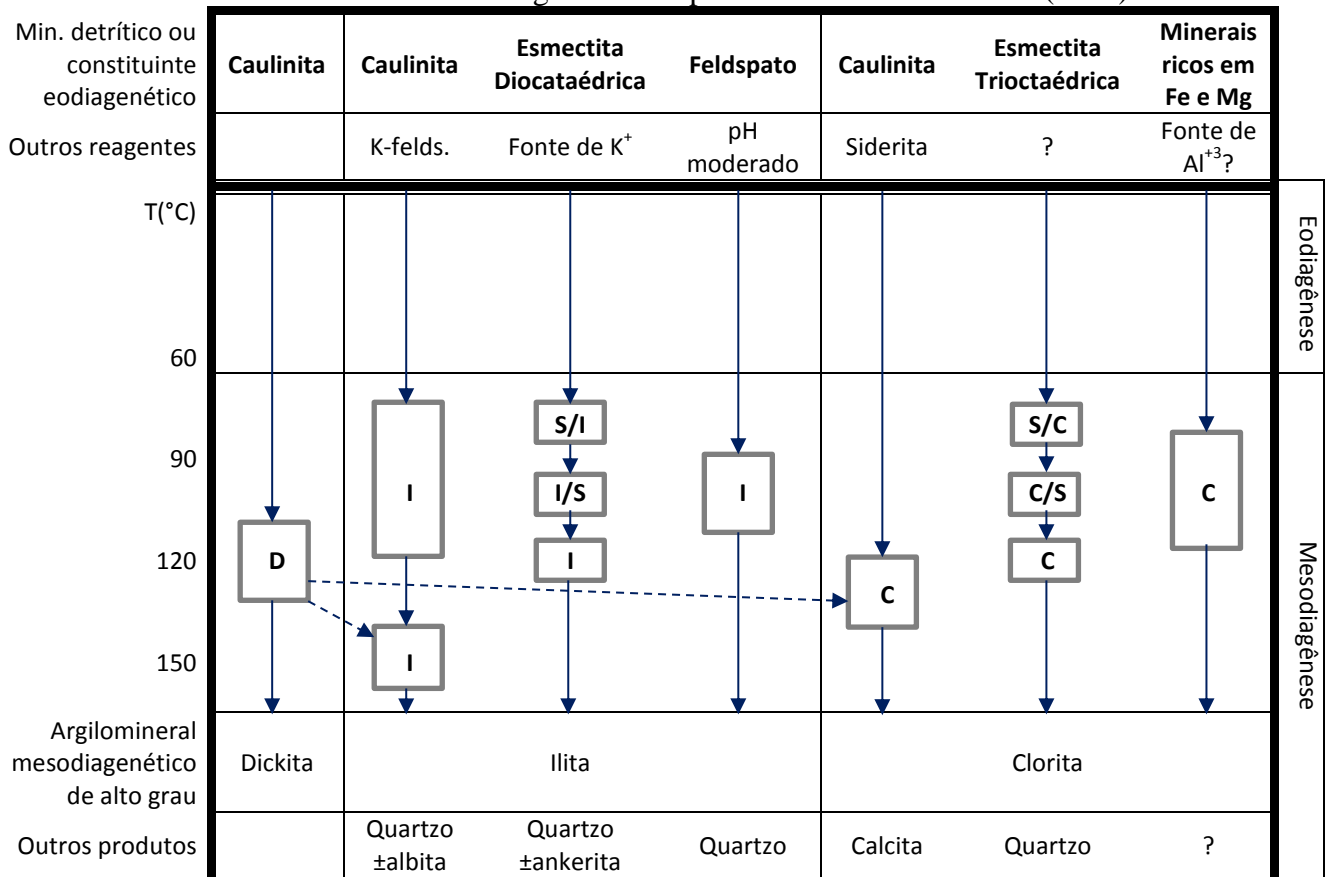 Min. detrítico ou
constituinte
eodiagenético
Caulinita
Caulinita
Esmectita
Diocataédrica
Feldspato
Caulinita
Esmectita
Trioctaédrica
Minerais
ricos em
Fe e Mg
Outros reagentes
K-felds.
Fonte de K+
pH
moderado
Siderita
?
Fonte de
Al+3?
T(°C)
60
90
120
150
Eodiagênese
Mesodiagênese
D
I
I
S/I
I/S
I
I
C
S/C
C/S
C
C
Argilomineral
mesodiagenético
de alto grau
Dickita
Ilita
Clorita
Outros produtos
Quartzo
±albita
Quartzo
±ankerita
Quartzo
Calcita
Quartzo
?